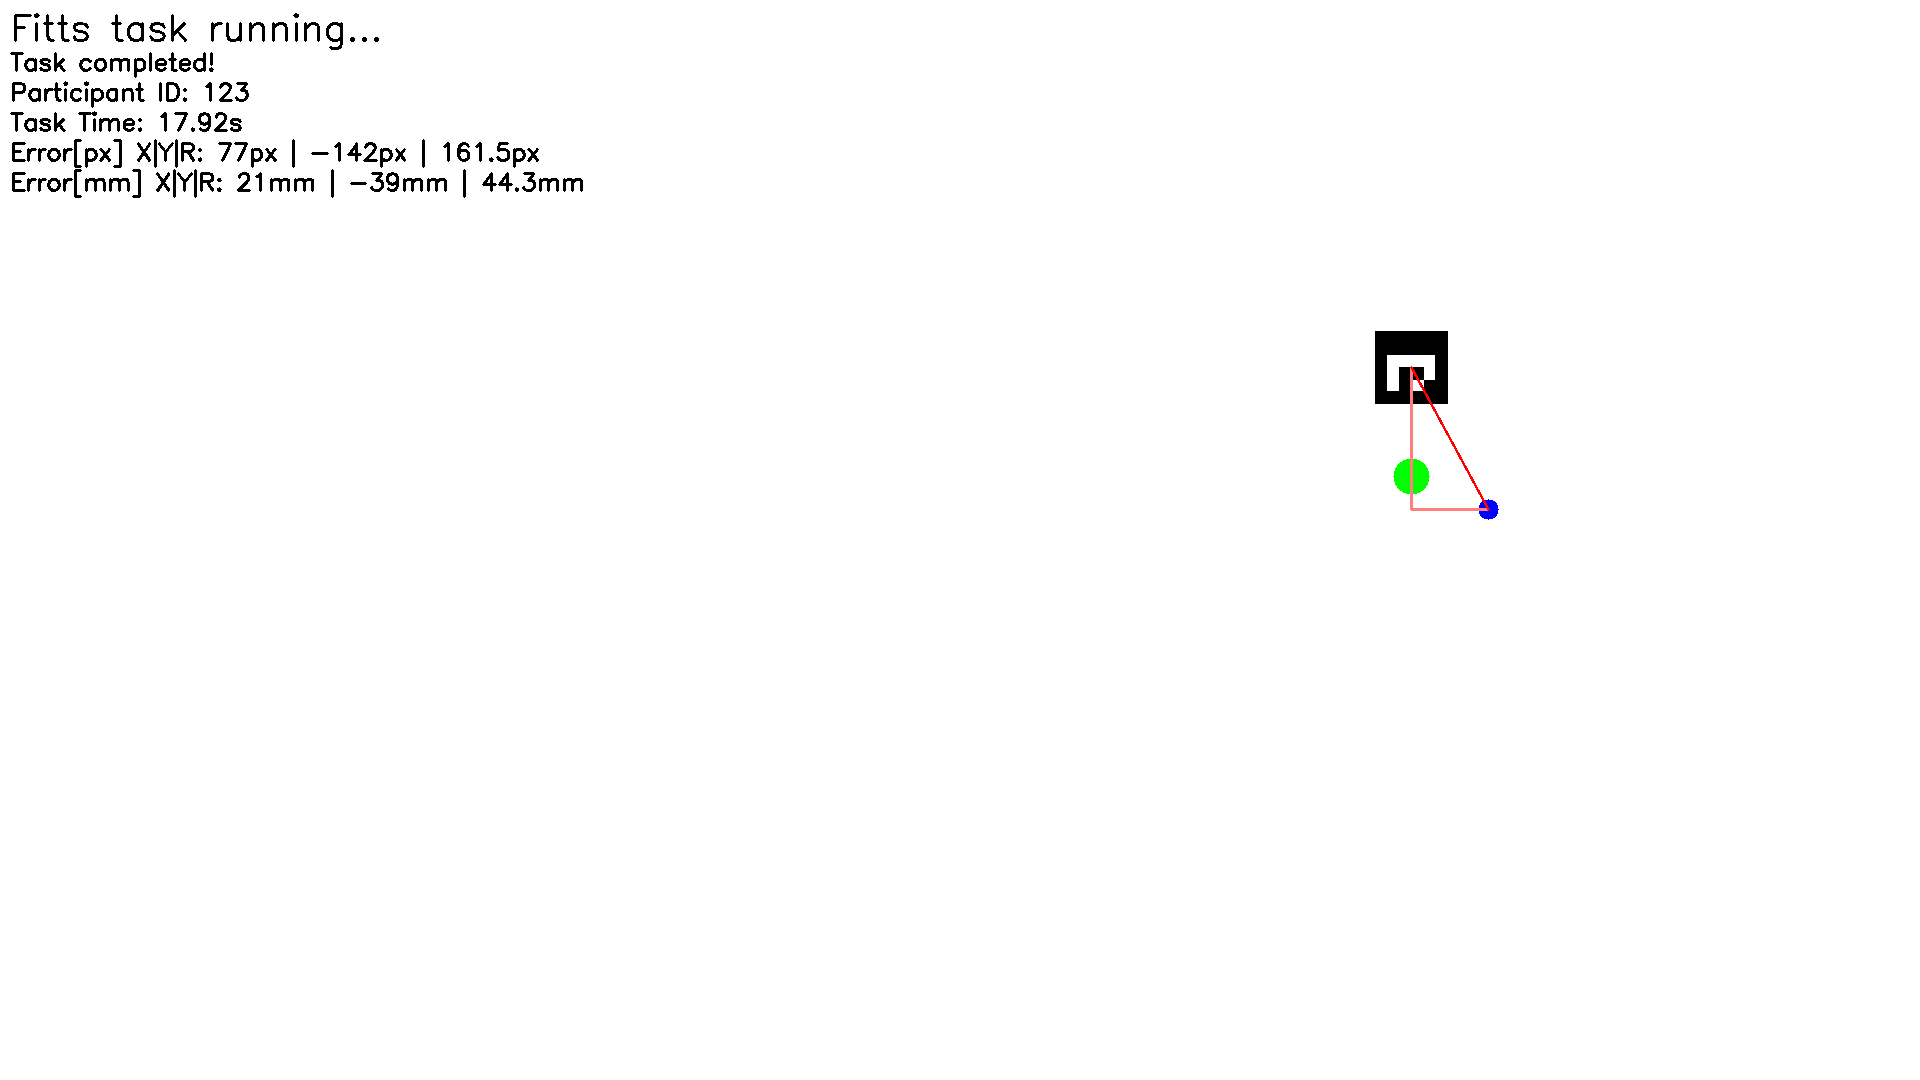 Fitts task running...
Task completed!
Participant ID: 123
Task Time: 17.92s
Error[px] X|Y|R: 77px | -142px | 161.5px
Error[mm] X|Y|R: 21mm | -39mm | 44.3mm